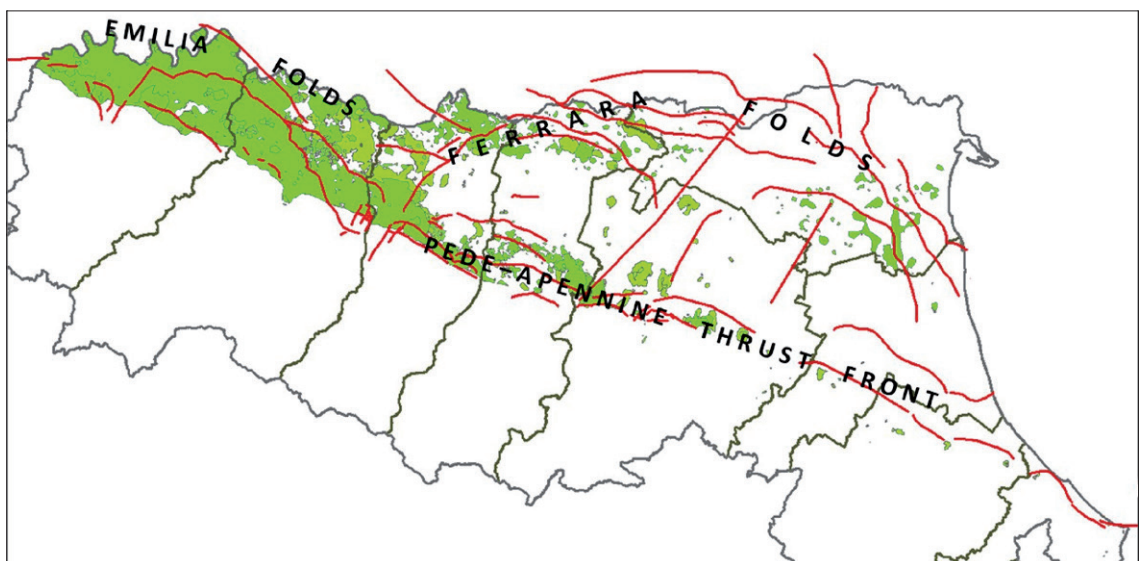 EMILIA FOLDS
FERRARA FOLDS
PEDE-APENNINE THRUST FRONT